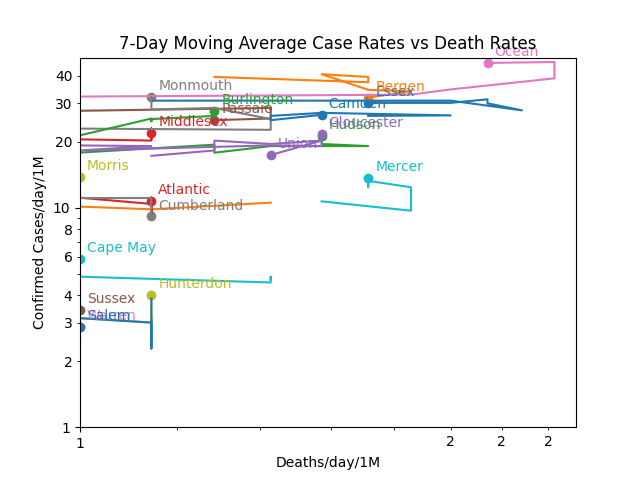 7-Day Moving Average Case Rates vs Death Rates
Ocean
Monmouth
Bergen
Essex
Burlington
Camden
Passaic
Gloucester
Hudson
Middlesex
Union
Morris
Mercer
Atlantic
Cumberland
Cape May
Hunterdon
Sussex
Warren
Salem
Confirmed Cases/day/1M
40
30
20
10
8
6
4
3
2
1
1
2
2
2
Deaths/day/1M